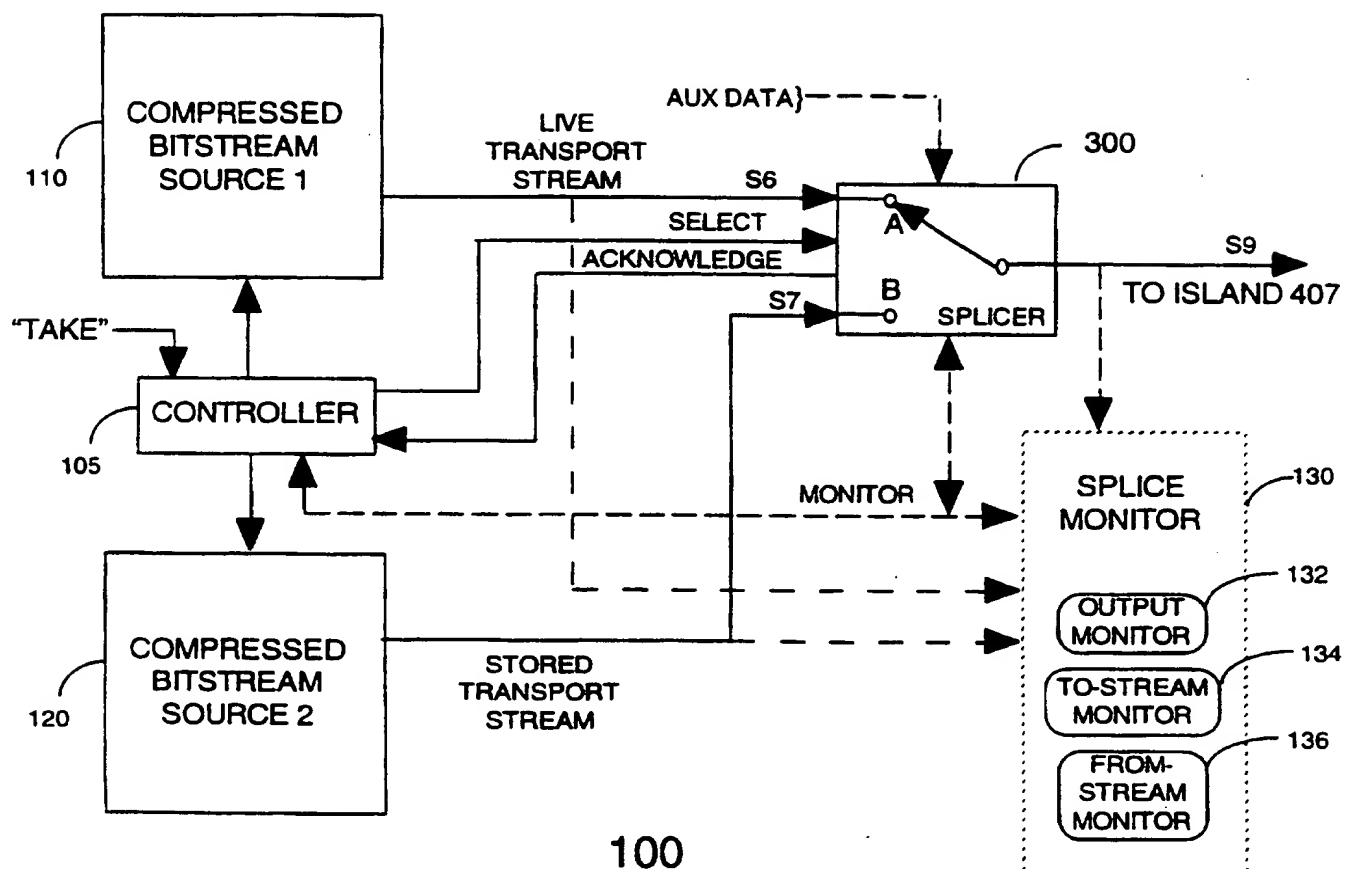 COMPRESSED
BITSTREAM
SOURCE 1
110
LIVE
TRANSPORT
STREAM
AUX DATA}
300
S6
SELECT
ACKNOWLEDGE
S7
A
B
SPLICER
S9
TO ISLAND 407
"TAKE"
CONTROLLER
105
MONITOR
COMPRESSED
BITSTREAM
SOURCE 2
120
STORED
TRANSPORT
STREAM
SPLICE
MONITOR
130
OUTPUT
MONITOR
132
TO-STREAM
MONITOR
134
FROM-
STREAM
MONITOR
136
100